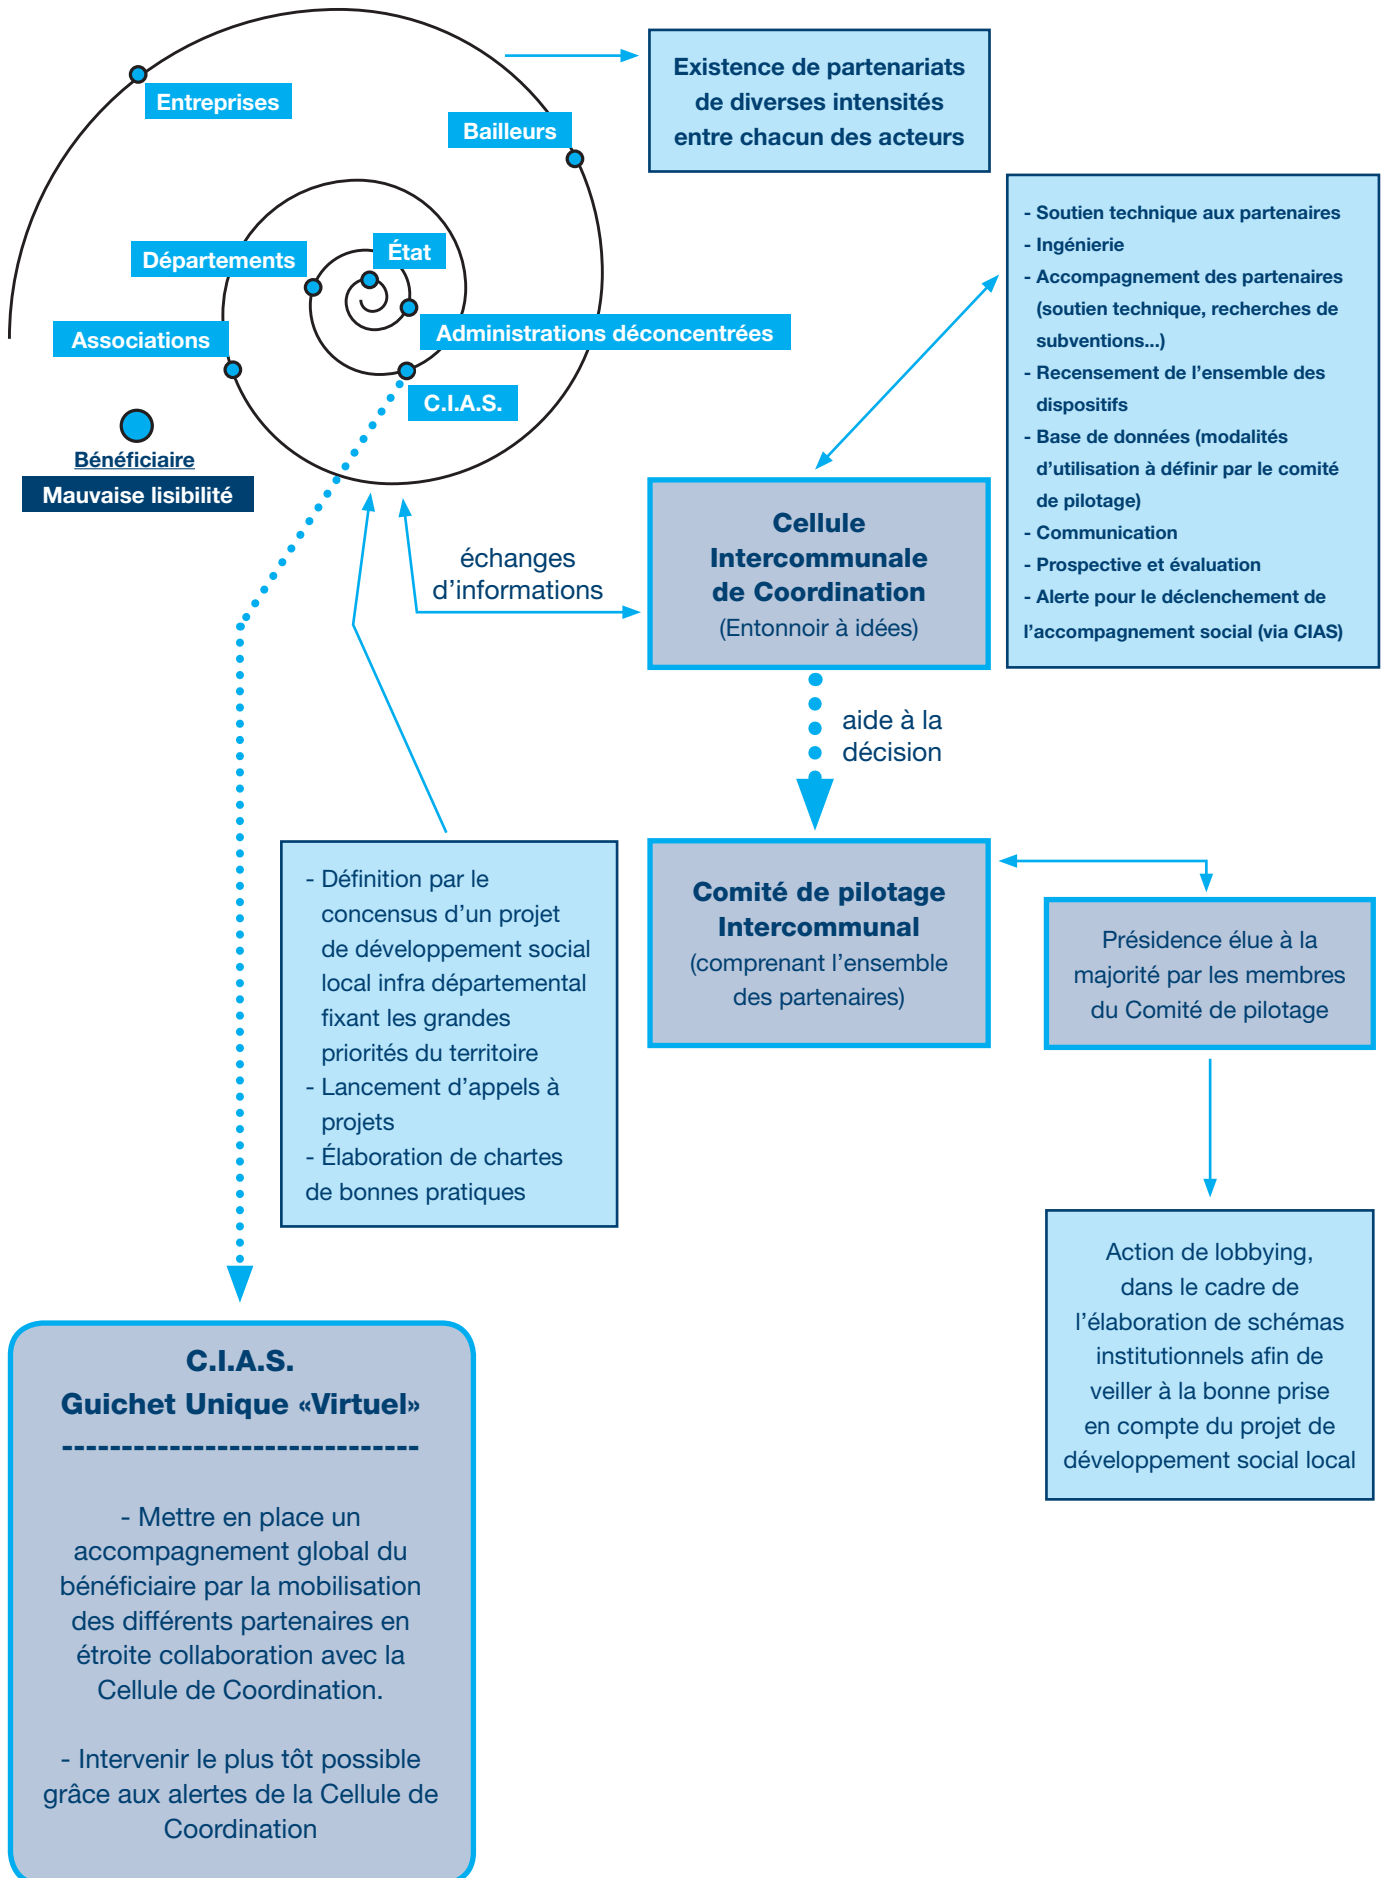 Entreprises
Bailleurs
Départements
État
Associations
Administrations déconcentrées
C.I.A.S.
Bénéficiaire
Mauvaise lisibilité
Existence de partenariats
de diverses intensités
entre chacun des acteurs
- Soutien technique aux partenaires
- Ingénierie
- Accompagnement des partenaires
(soutien technique, recherches de
subventions...)
- Recensement de l'ensemble des
dispositifs
- Base de données (modalités
d'utilisation à définir par le comité
de pilotage)
- Communication
- Prospective et évaluation
- Alerte pour le déclenchement de
l'accompagnement social (via CIAS)
échanges
d'informations
Cellule
Intercommunale
de Coordination
(Entonnoir à idées)
aide à la
décision
- Définition par le
concensus d'un projet
de développement social
local infra départemental
fixant les grandes
priorités du territoire
- Lancement d'appels à
projets
- Élaboration de chartes
de bonnes pratiques
Comité de pilotage
Intercommunal
(comprenant l'ensemble
des partenaires)
Présidence élue à la
majorité par les membres
du Comité de pilotage
Action de lobbying,
dans le cadre de
l'élaboration de schémas
institutionnels afin de
veiller à la bonne prise
en compte du projet de
développement social local
C.I.A.S.
Guichet Unique «Virtuel»
------------------------------
- Mettre en place un
accompagnement global du
bénéficiaire par la mobilisation
des différents partenaires en
étroite collaboration avec la
Cellule de Coordination.
- Intervenir le plus tôt possible
grâce aux alertes de la Cellule de
Coordination